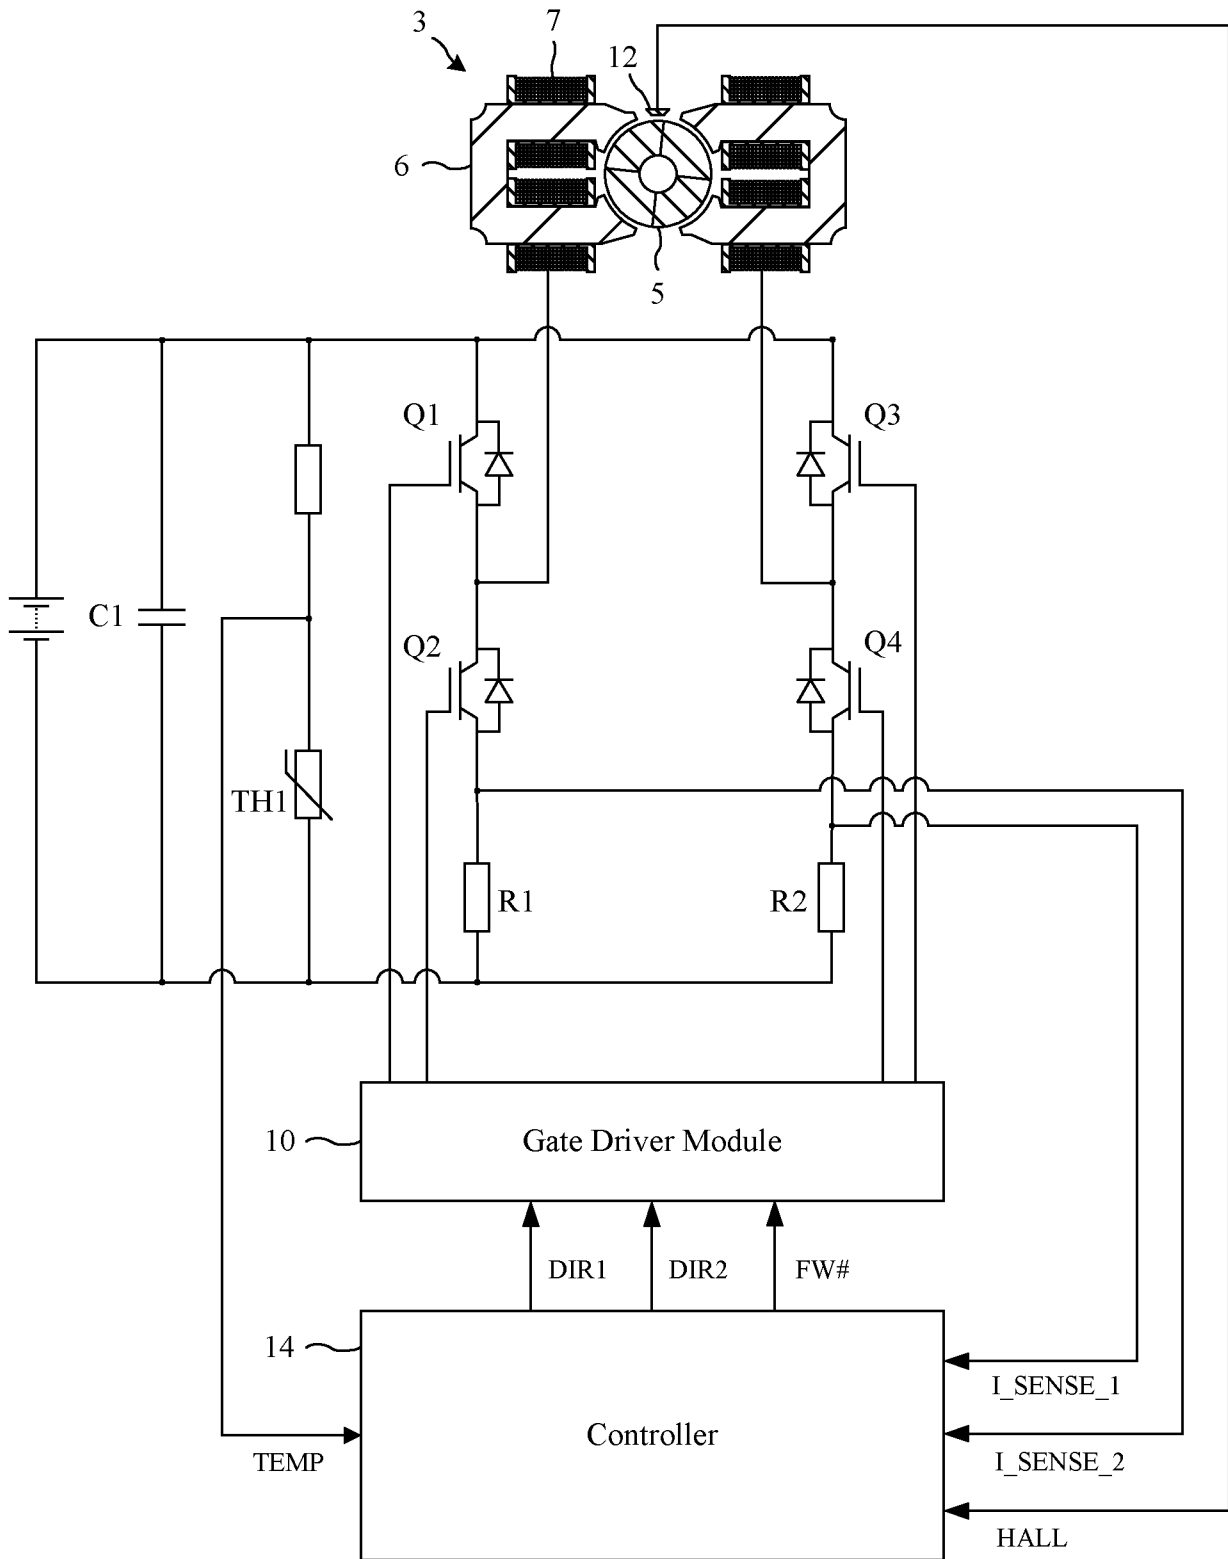 3
7
12
6
5
Q1
Q3
C1
Q2
Q4
TH1
R1
R2
10
Gate Driver Module
DIR1
DIR2
FW#
14
I_SENSE_1
Controller
TEMP
I_SENSE_2
HALL